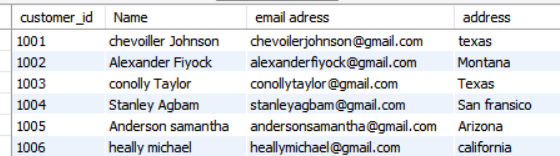 customer_id Name email adress address
1001 chevoiller Johnson chevoilerjohnson@gmail.com texas
1002 Alexander Fiyock alexanderfiyock@gmail.com Montana
1003 conolly Taylor conollytaylor@gmail.com Texas
1004 Stanley Agbam stanleyagbam@gmail.com San fransico
1005 Anderson samantha andersonsamantha@gmail.com Arizona
1006 heally michael heallymichael@gmail.com california